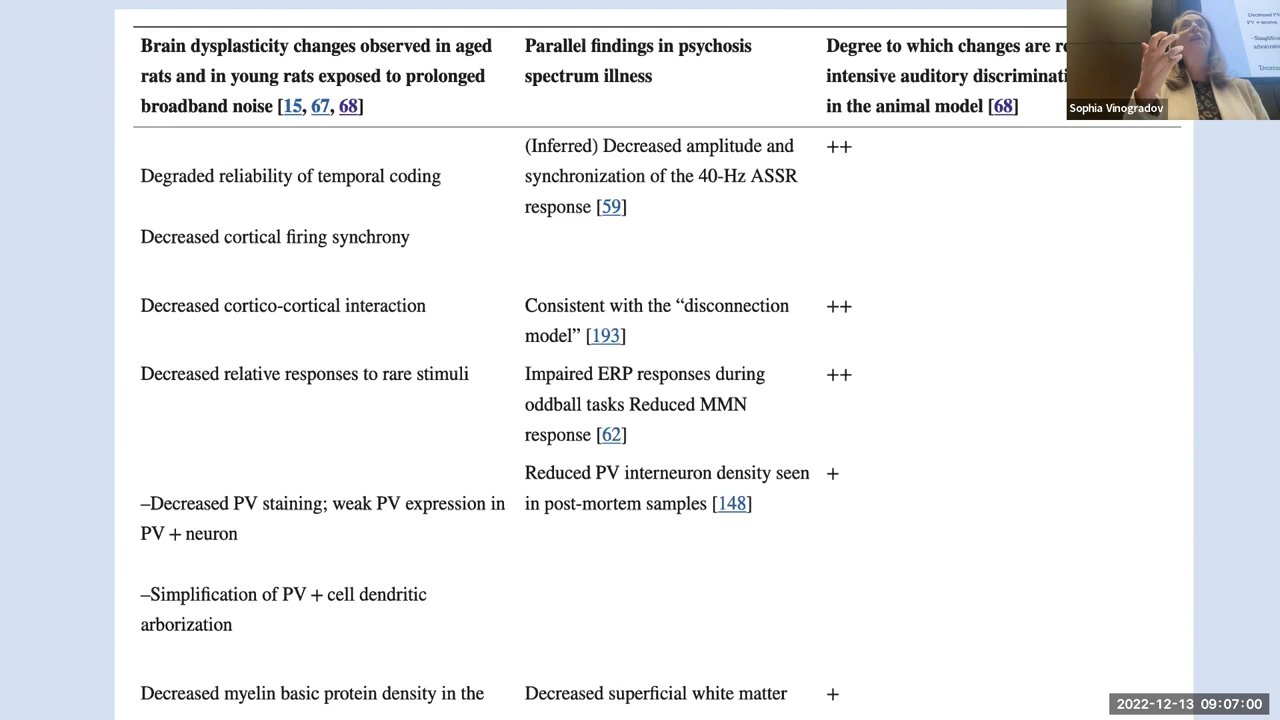 Brain dysplasticity changes observed in aged
rats and in young rats exposed to prolonged
broadband noise [15, 67, 68]
Parallel findings in psychosis
spectrum illness
Degree to which changes are
intensive auditory
in the animal model [68]
Sophia Vinogradov
Degraded reliability of temporal coding
Decreased cortical firing synchrony
(Inferred) Decreased amplitude and
synchronization of the 40-Hz ASSR
response [59]
++
Decreased cortico-cortical interaction
Consistent with the “disconnection
model” [193]
++
Decreased relative responses to rare stimuli
Impaired ERP responses during
oddball tasks Reduced MMN
response [62]
++
–Decreased PV staining; weak PV expression in
PV + neuron
–Simplification of PV + cell dendritic
arborization
Reduced PV interneuron density seen
in post-mortem samples [148]
+
Decreased myelin basic protein density in the
Decreased superficial white matter
+
2022-12-13 09:07:00